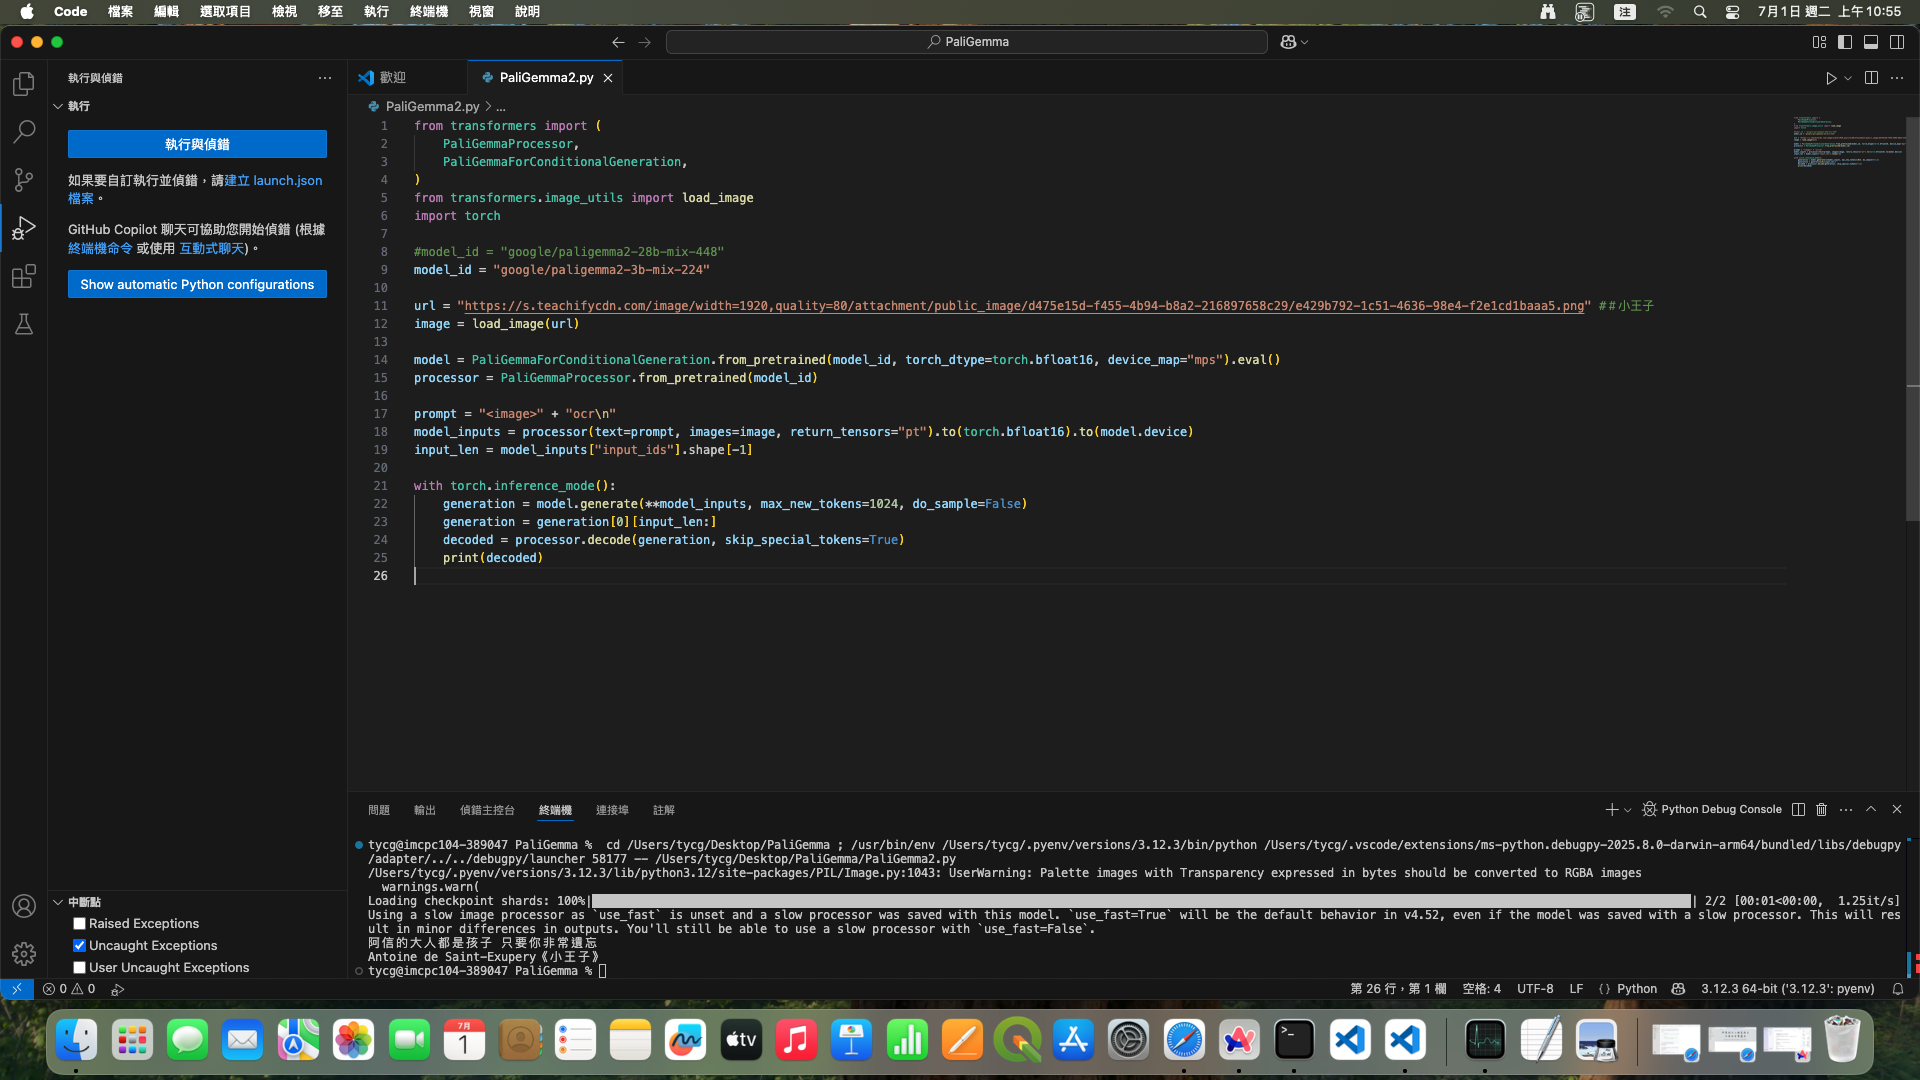 Code 檔案 編輯 選取項目 檢視 移至 執行 終端機 視窗 說明 注 7月1日 週二 上午10:55
PaliGemma
執行與偵錯
歡迎
PaliGemma2.py
執行
PaliGemma2.py > ...
執行與偵錯
如果要自訂執行並偵錯，請建立 launch.json
檔案。
GitHub Copilot 聊天可協助您開始偵錯 (根據
終端機命令 或使用 互動式聊天)。
Show automatic Python configurations
1 from transformers import (
2 PaliGemmaProcessor,
3 PaliGemmaForConditionalGeneration,
4 )
5 from transformers.image_utils import load_image
6 import torch
7
8 #model_id = "google/paligemma2-28b-mix-448"
9 model_id = "google/paligemma2-3b-mix-224"
10
11 url = "https://s.teachifycdn.com/image/width=1920,quality=80/attachment/public_image/d475e15d-f455-4b94-b8a2-216897658c29/e429b792-1c51-4636-98e4-f2e1cd1baaa5.png" ##小王子
12 image = load_image(url)
13
14 model = PaliGemmaForConditionalGeneration.from_pretrained(model_id, torch_dtype=torch.bfloat16, device_map="mps").eval()
15 processor = PaliGemmaProcessor.from_pretrained(model_id)
16
17 prompt = "<image>" + "ocr\n"
18 model_inputs = processor(text=prompt, images=image, return_tensors="pt").to(torch.bfloat16).to(model.device)
19 input_len = model_inputs["input_ids"].shape[-1]
20
21 with torch.inference_mode():
22 generation = model.generate(**model_inputs, max_new_tokens=1024, do_sample=False)
23 generation = generation[0][input_len:]
24 decoded = processor.decode(generation, skip_special_tokens=True)
25 print(decoded)
26
問題 輸出 偵錯主控台 終端機 連接埠 註解
Python Debug Console
tycg@imcpc104-389047 PaliGemma % cd /Users/tycg/Desktop/PaliGemma ; /usr/bin/env /Users/tycg/.pyenv/versions/3.12.3/bin/python /Users/tycg/.vscode/extensions/ms-python.debugpy-2025.8.0-darwin-arm64/bundled/libs/debugpy
/adapter/../../debugpy/launcher 58177 -- /Users/tycg/Desktop/PaliGemma/PaliGemma2.py
/Users/tycg/.pyenv/versions/3.12.3/lib/python3.12/site-packages/PIL/Image.py:1043: UserWarning: Palette images with Transparency expressed in bytes should be converted to RGBA images
warnings.warn(
Loading checkpoint shards: 100%| | 2/2 [00:01<00:00, 1.25it/s]
Using a slow image processor as `use_fast` is unset and a slow processor was saved with this model. `use_fast=True` will be the default behavior in v4.52, even if the model was saved with a slow processor. This will res
ult in minor differences in outputs. You'll still be able to use a slow processor with `use_fast=False`.
阿信的大人都是孩子 只要你非常遺忘
Antoine de Saint-Exupery《小王子》
tycg@imcpc104-389047 PaliGemma %
中斷點
Raised Exceptions
Uncaught Exceptions
User Uncaught Exceptions
0 0
第 26 行，第 1 欄 空格: 4 UTF-8 LF {} Python 3.12.3 64-bit ('3.12.3': pyenv)
7月
1
tv